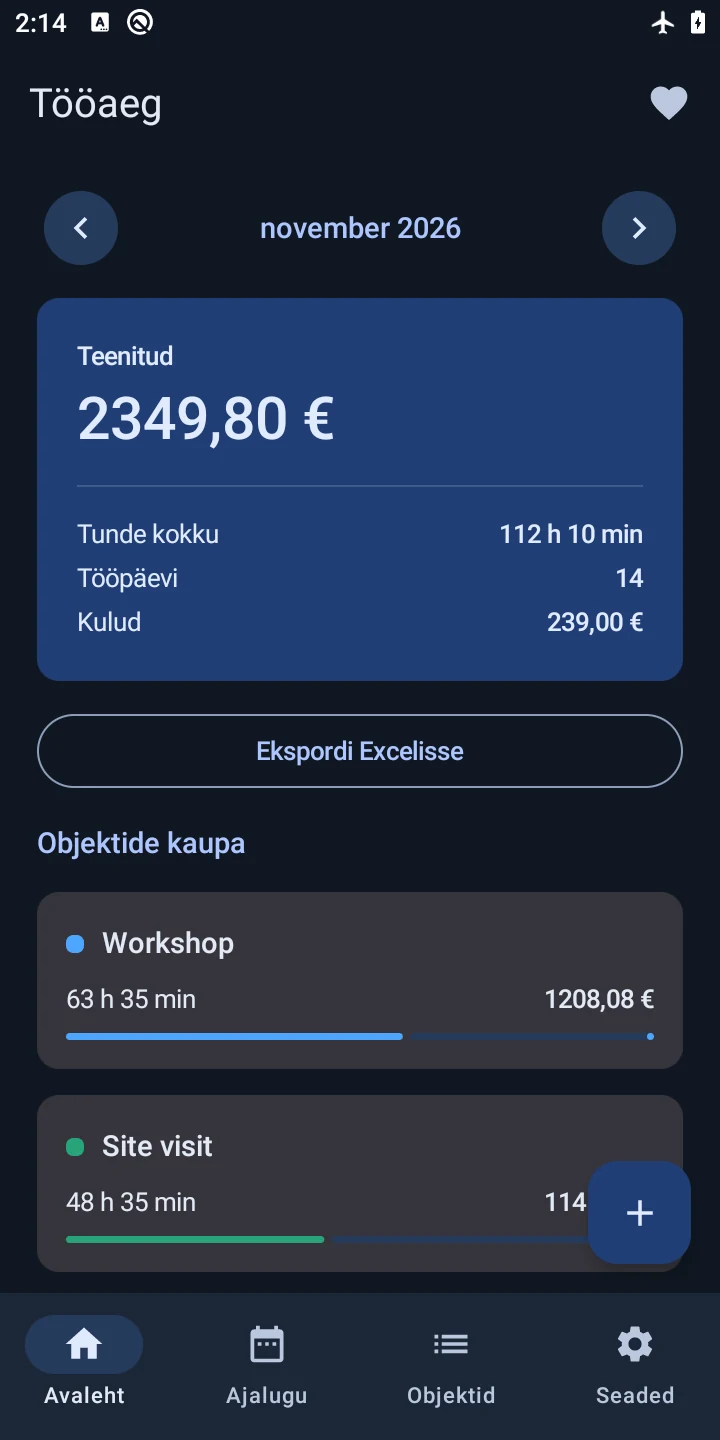 2:14
Tööaeg
november 2026
Teenitud
2349,80 €
Tunde kokku 112 h 10 min
Tööpäevi 14
Kulud 239,00 €
Ekspordi Excelisse
Objektide kaupa
Workshop
63 h 35 min 1208,08 €
Site visit
48 h 35 min 114
Avaleht Ajalugu Objektid Seaded